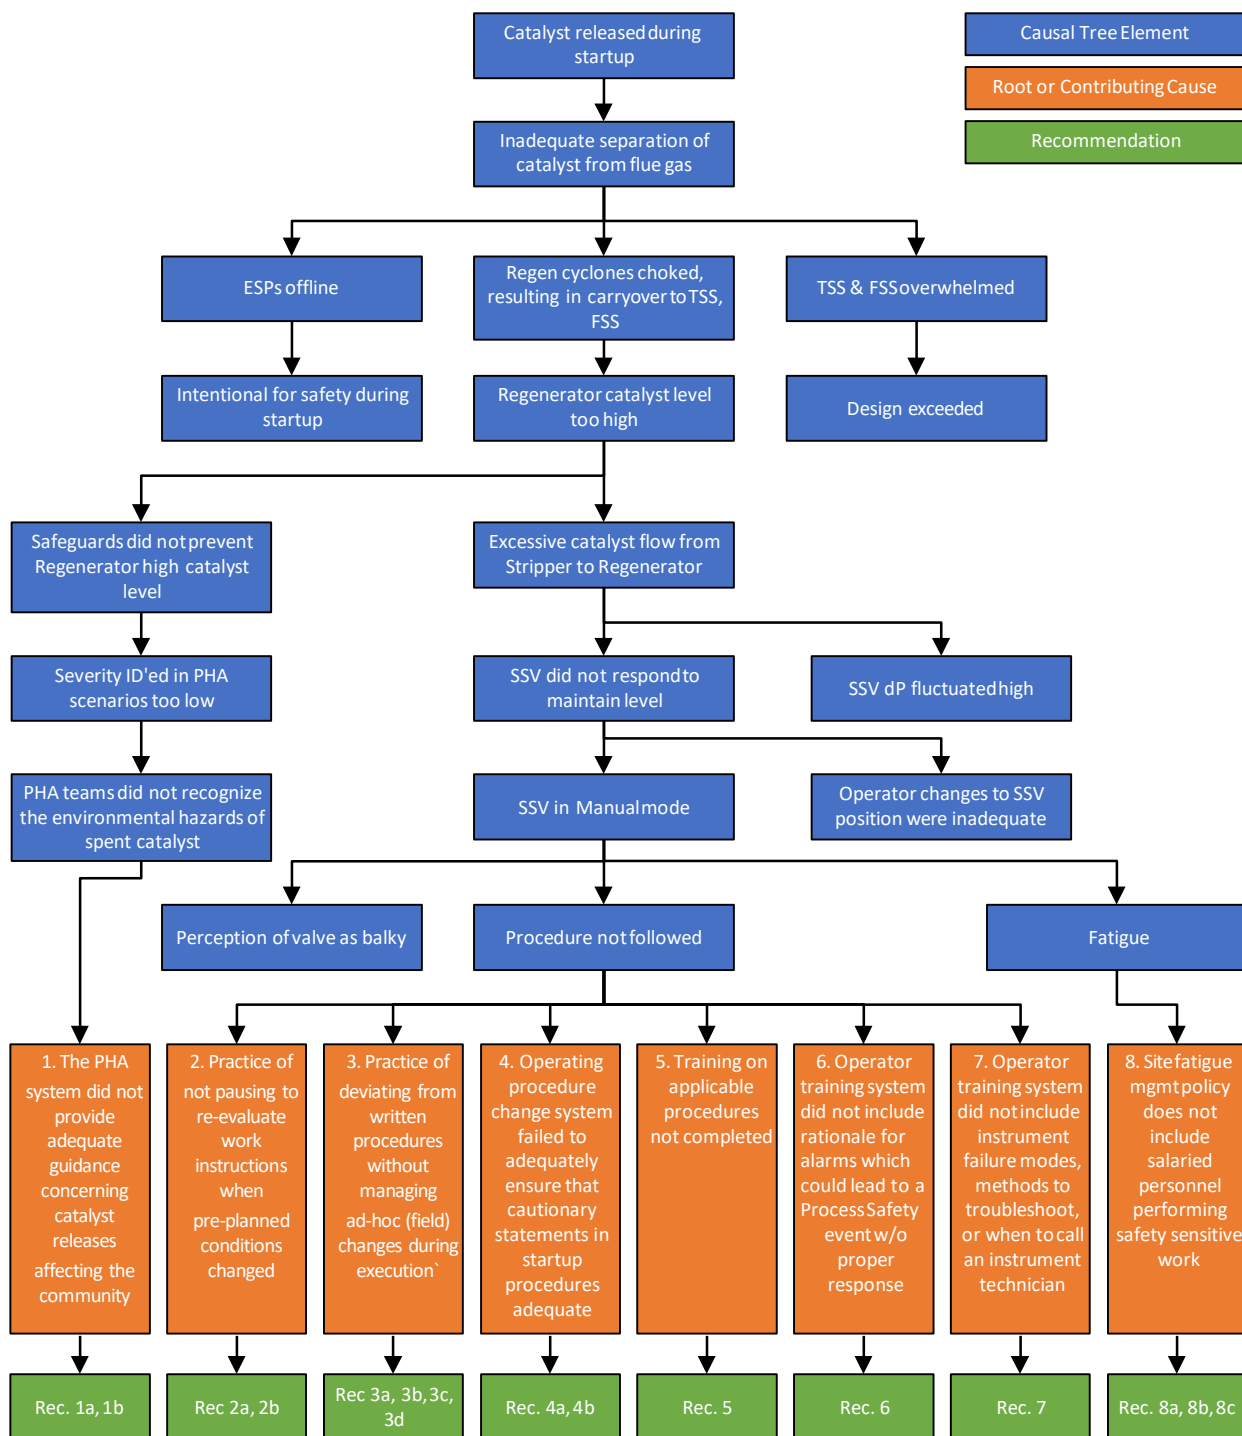 Catalyst released during
startup
Causal Tree Element
Root or Contributing Cause
Recommendation
Inadequate separation of
catalyst from flue gas
ESPs offline
Regen cyclones choked,
resulting in carryover to TSS,
FSS
TSS & FSS overwhelmed
Intentional for safety during
startup
Regenerator catalyst level
too high
Design exceeded
Safeguards did not prevent
Regenerator high catalyst
level
Excessive catalyst flow from
Stripper to Regenerator
Severity ID'ed in PHA
scenarios too low
SSV did not respond to
maintain level
SSV dP fluctuated high
PHA teams did not recognize
the environmental hazards of
spent catalyst
SSV in Manual mode
Operator changes to SSV
position were inadequate
Perception of valve as balky
Procedure not followed
Fatigue
1. The PHA
system did not
provide
adequate
guidance
concerning
catalyst
releases
affecting the
community
2. Practice of
not pausing to
re-evaluate
work
instructions
when
pre-planned
conditions
changed
3. Practice of
deviating from
written
procedures
without
managing
ad-hoc (field)
changes during
execution`
4. Operating
procedure
change system
failed to
adequately
ensure that
cautionary
statements in
startup
procedures
adequate
5. Training on
applicable
procedures
not completed
6. Operator
training system
did not include
rationale for
alarms which
could lead to a
Process Safety
event w/o
proper
response
7. Operator
training system
did not include
instrument
failure modes,
methods to
troubleshoot,
or when to call
an instrument
technician
8. Site fatigue
mgmt policy
does not
include
salaried
personnel
performing
safety sensitive
work
Rec. 1a, 1b
Rec 2a, 2b
Rec 3a, 3b, 3c,
3d
Rec. 4a, 4b
Rec. 5
Rec. 6
Rec. 7
Rec. 8a, 8b, 8c